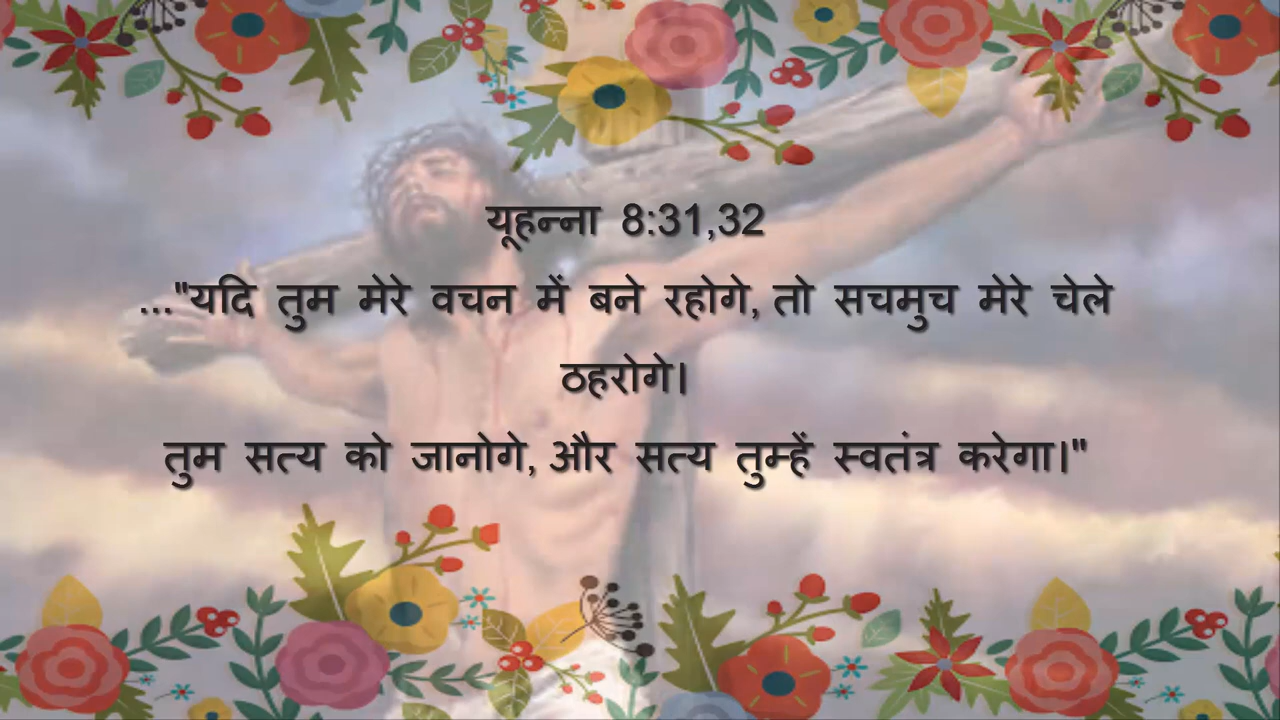 यूहन्ना 8:31,32
..."यदि तुम मेरे वचन में बने रहोगे, तो सचमुच मेरे चेले
ठहरोगे।
तुम सत्य को जानोगे, और सत्य तुम्हें स्वतंत्र करेगा।"